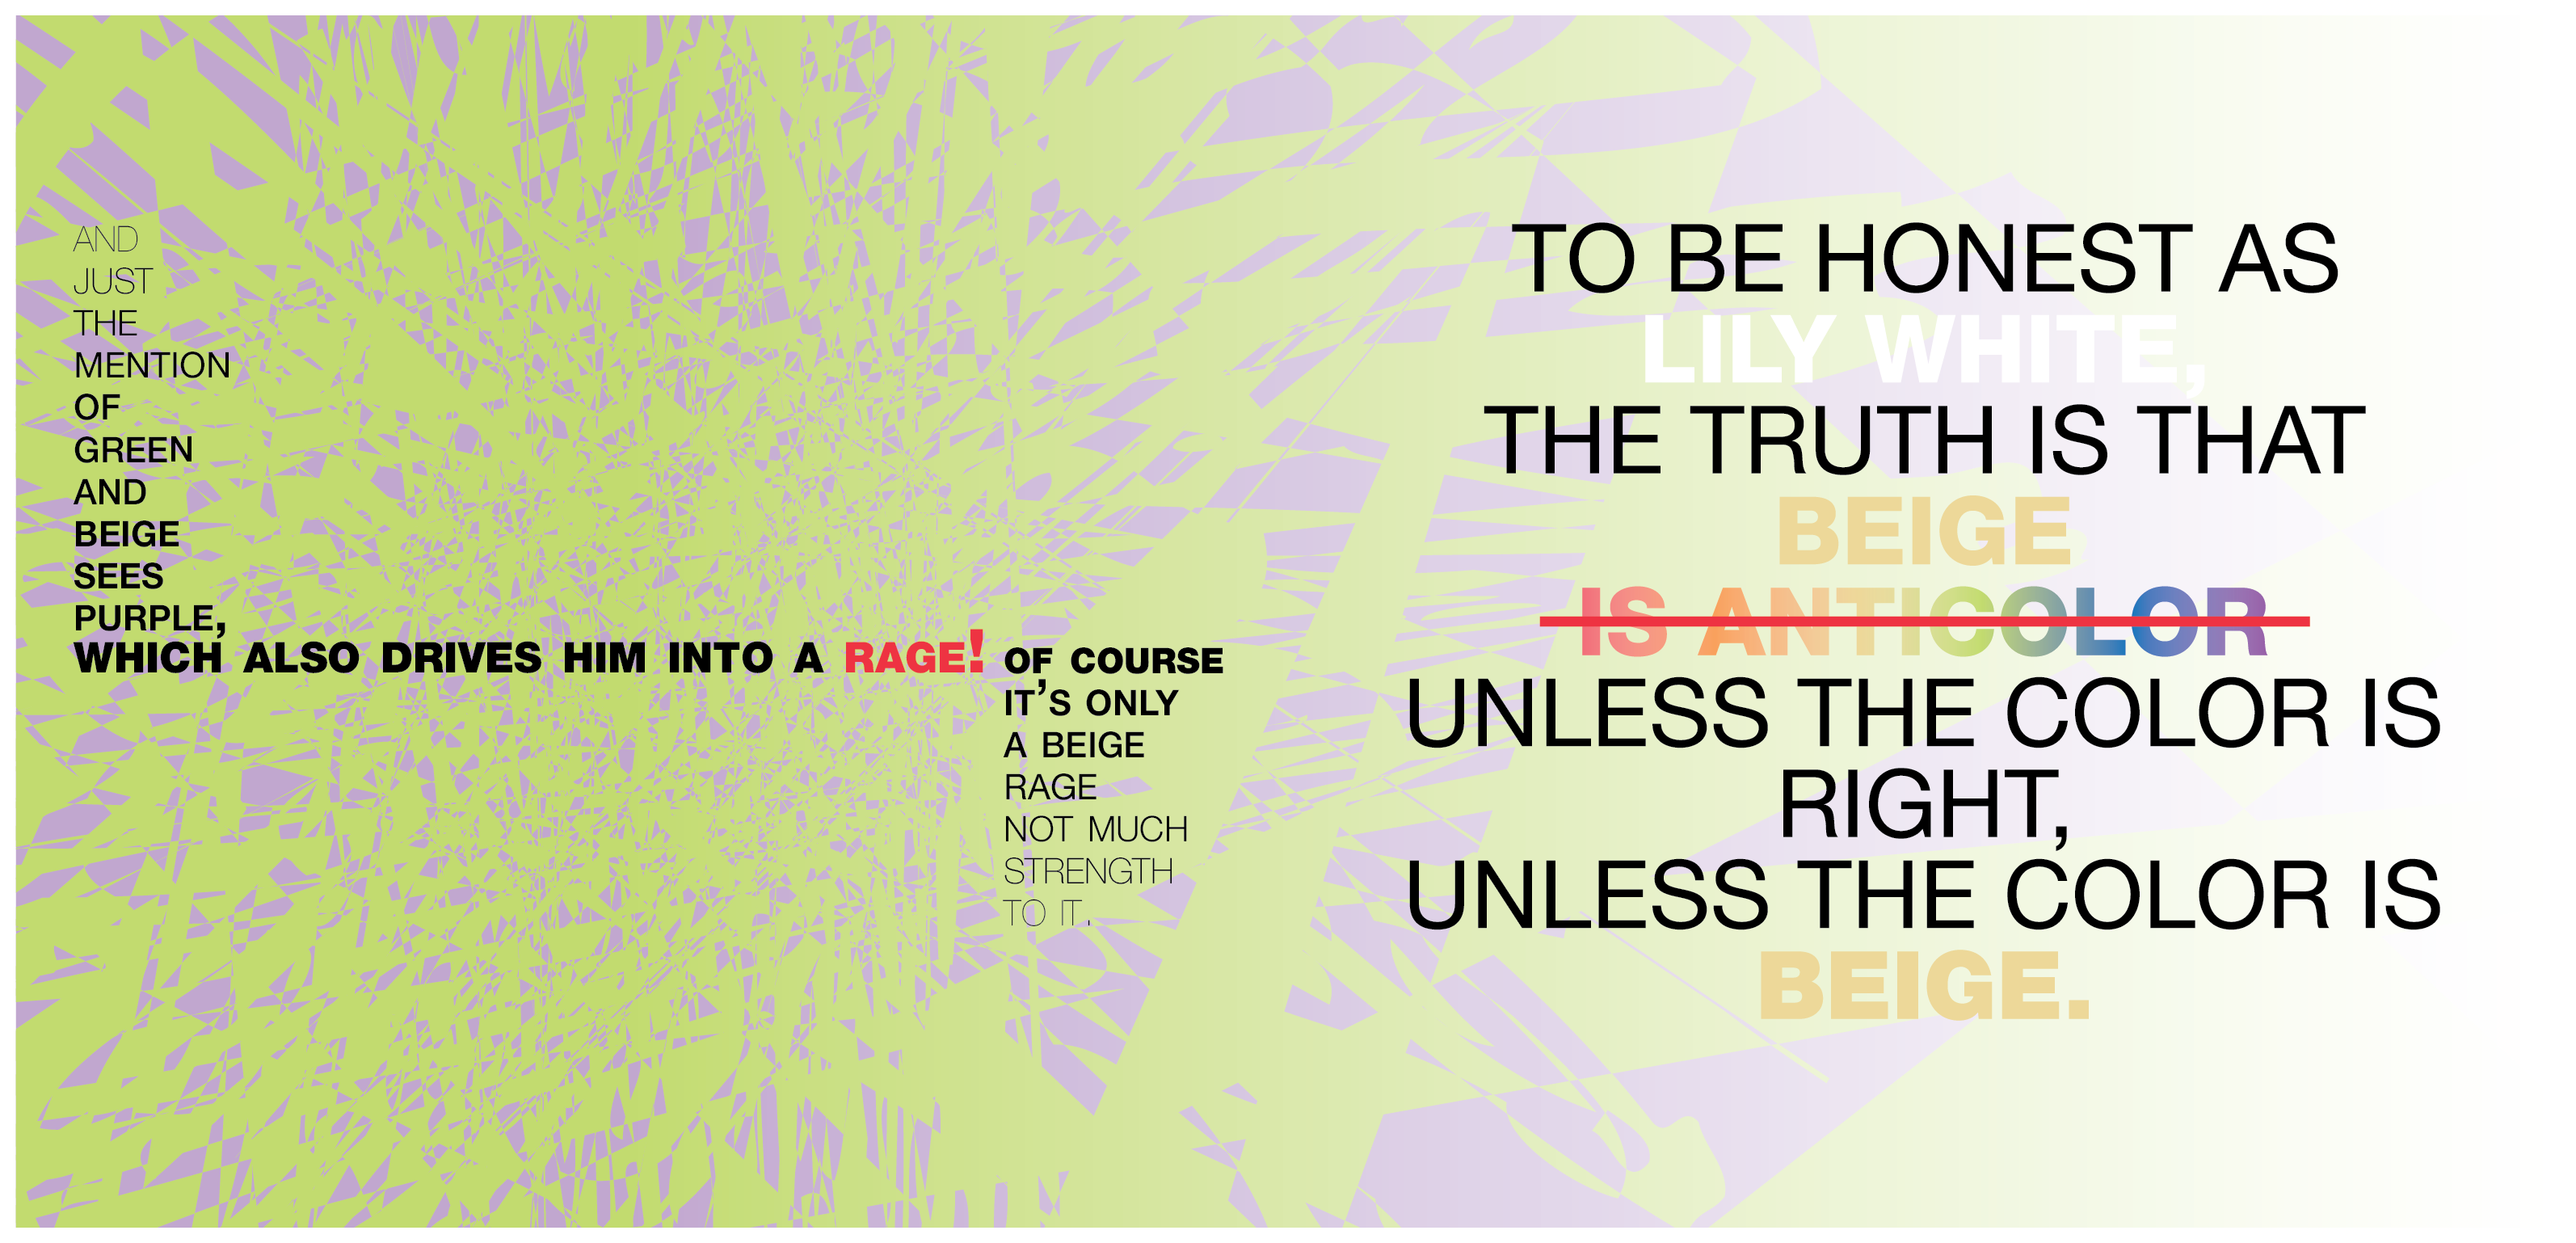 AND
JUST
THE
MENTION
OF
GREEN
AND
BEIGE
SEES
PURPLE,
WHICH ALSO DRIVES HIM INTO A RAGE!
OF COURSE
IT'S ONLY
A BEIGE
RAGE
NOT MUCH
STRENGTH
TO IT.
TO BE HONEST AS
LILY WHITE,
THE TRUTH IS THAT
BEIGE
IS ANTICOLOR
UNLESS THE COLOR IS
RIGHT,
UNLESS THE COLOR IS
BEIGE.